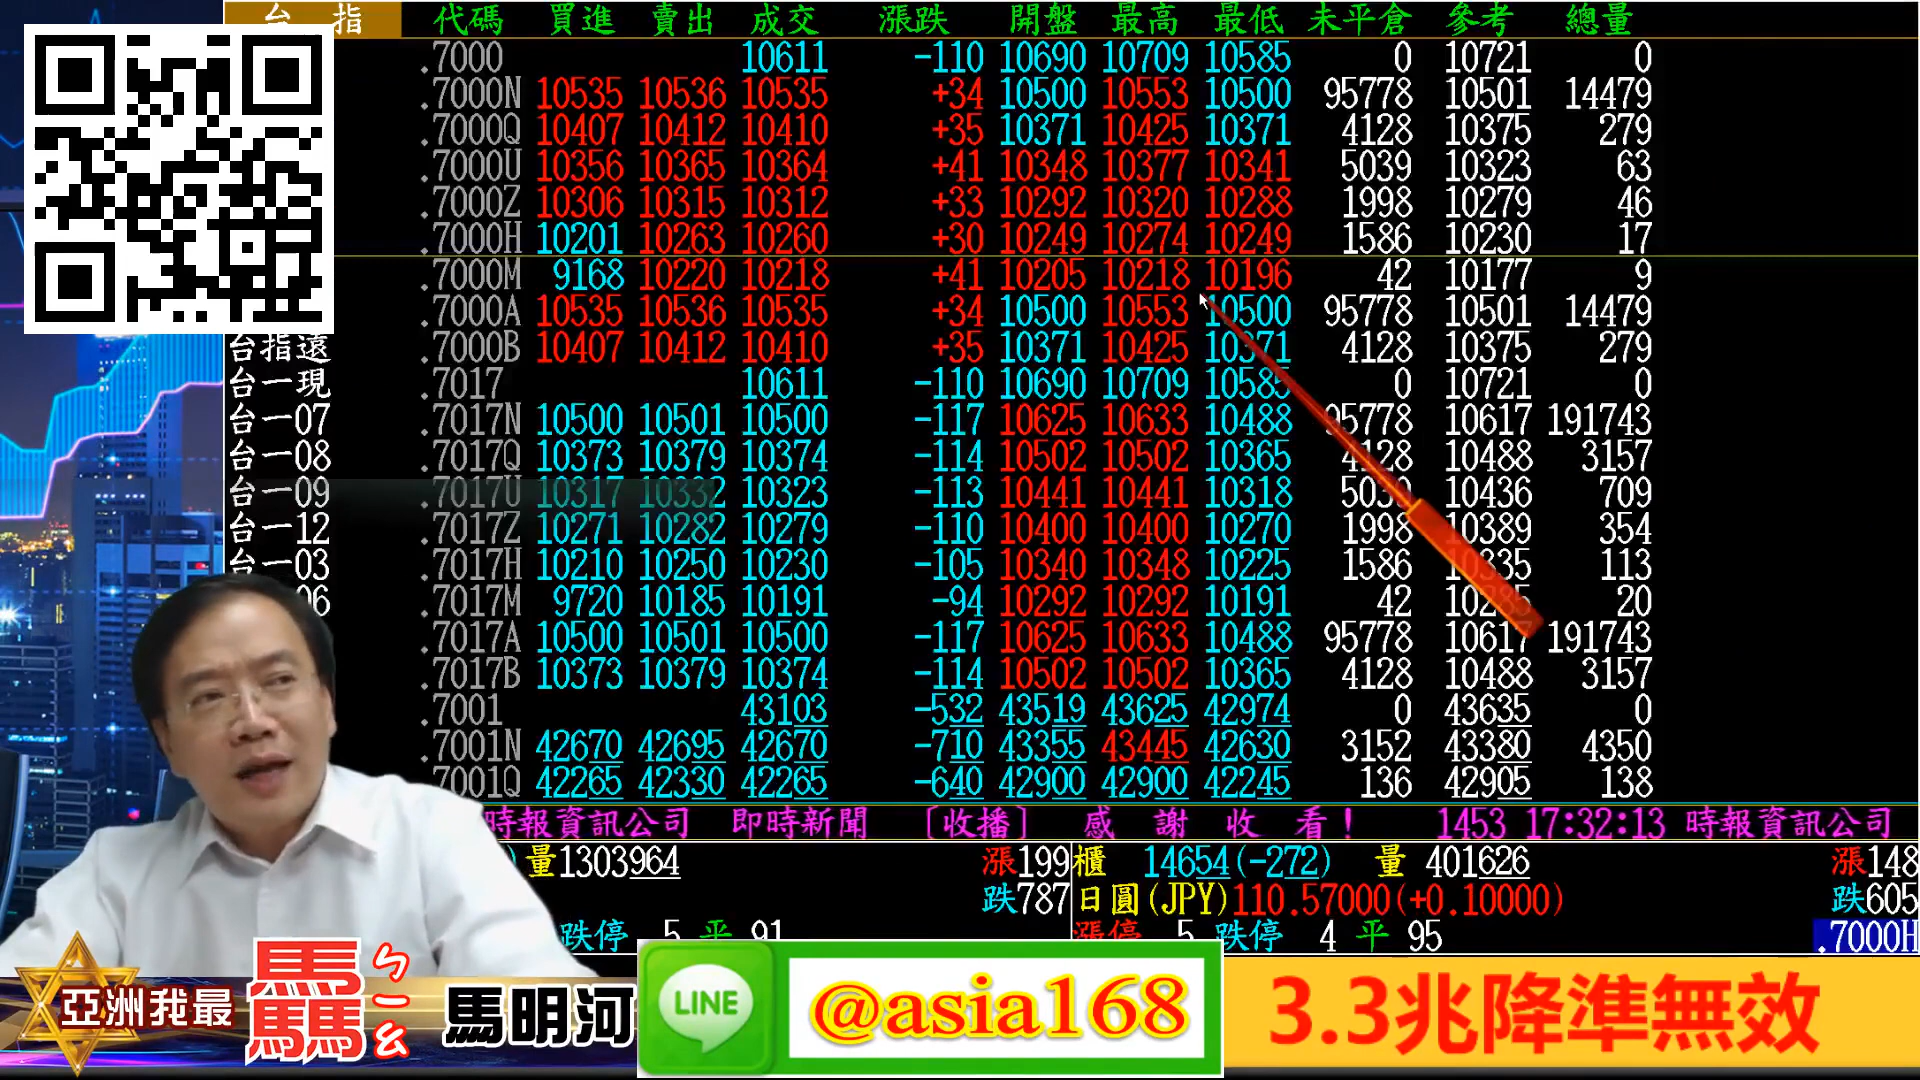 台 指 代碼 買進 賣出 成交 漲跌 開盤 最高 最低 未平倉 參考 總量
.7000 10611 -110 10690 10709 10585 0 10721 0
.7000N 10535 10536 10535 +34 10500 10553 10500 95778 10501 14479
.7000Q 10407 10412 10410 +35 10371 10425 10371 4128 10375 279
.7000U 10356 10365 10364 +41 10348 10377 10341 5039 10323 63
.7000Z 10306 10315 10312 +33 10292 10320 10288 1998 10279 46
.7000H 10201 10263 10260 +30 10249 10274 10249 1586 10230 17
.7000M 9168 10220 10218 +41 10205 10218 10196 42 10177 9
.7000A 10535 10536 10535 +34 10500 10553 10500 95778 10501 14479
台指遠 .7000B 10407 10412 10410 +35 10371 10425 10371 4128 10375 279
台一現 .7017 10611 -110 10690 10709 10585 0 10721 0
台一07 .7017N 10500 10501 10500 -117 10625 10633 10488 95778 10617 191743
台一08 .7017Q 10373 10379 10374 -114 10502 10502 10365 4128 10488 3157
台一09 .7017U 10317 10332 10323 -113 10441 10441 10318 5039 10436 709
台一12 .7017Z 10271 10282 10279 -110 10400 10400 10270 1998 10389 354
台一03 .7017H 10210 10250 10230 -105 10340 10348 10225 1586 10335 113
06 .7017M 9720 10185 10191 -94 10292 10292 10191 42 10285 20
.7017A 10500 10501 10500 -117 10625 10633 10488 95778 10617 191743
.7017B 10373 10379 10374 -114 10502 10502 10365 4128 10488 3157
.7001 43103 -532 43519 43625 42974 0 43635 0
.7001N 42670 42695 42670 -710 43355 43445 42630 3152 43380 4350
7001Q 42265 42330 42265 -640 42900 42900 42245 136 42905 138
時報資訊公司 即時新聞 〔收播〕 感 謝 收 看！ 1453 17:32:13 時報資訊公司
)量1303964 漲199 櫃 14654(-272) 量 401626 漲148
跌787 日圓(JPY)110.57000(+0.10000) 跌605
跌停 5 平 91 漲停 5 跌停 4 平 95 .7000H
亞洲我最 驫 ㄅㄧㄠ 馬明河 LINE @asia168 3.3兆降準無效